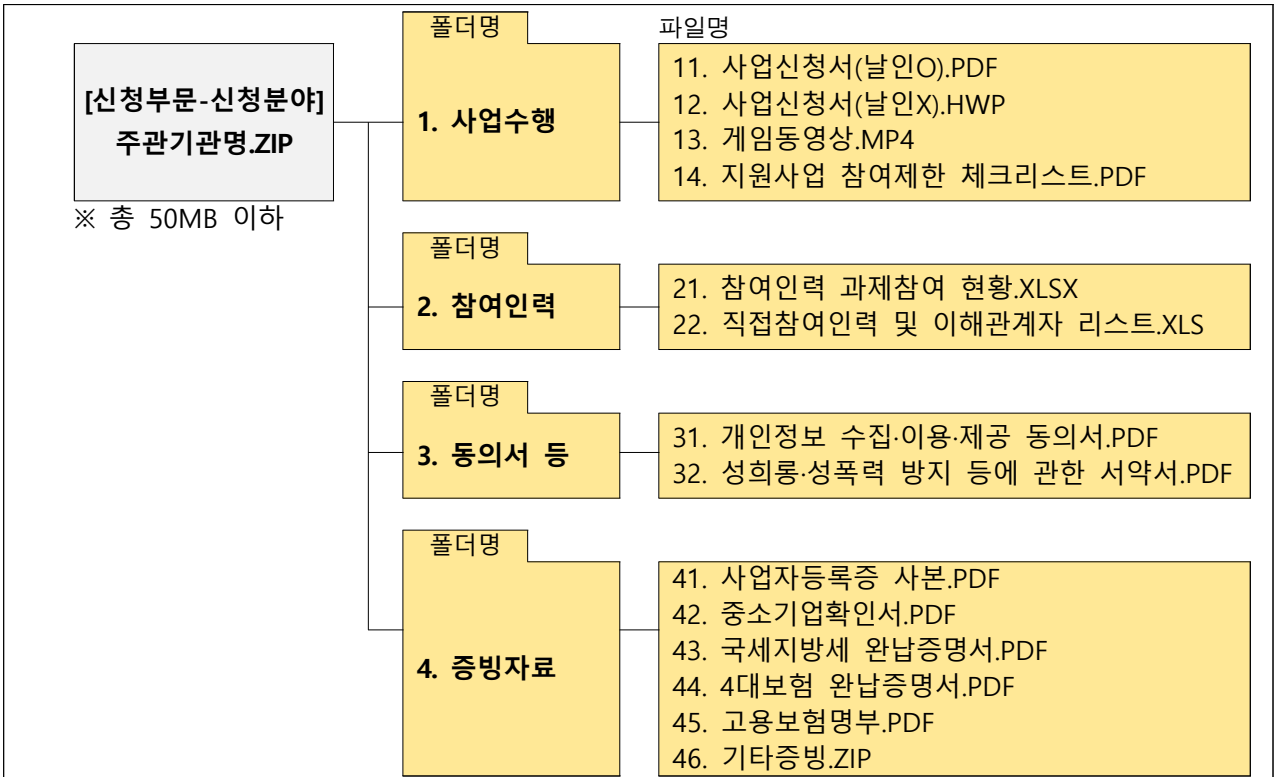 [신청부문-신청분야]
주관기관명.ZIP
※ 총 50MB 이하
폴더명
1. 사업수행
파일명
11. 사업신청서(날인O).PDF
12. 사업신청서(날인X).HWP
13. 게임동영상.MP4
14. 지원사업 참여제한 체크리스트.PDF
폴더명
2. 참여인력
21. 참여인력 과제참여 현황.XLSX
22. 직접참여인력 및 이해관계자 리스트.XLS
폴더명
3. 동의서 등
31. 개인정보 수집·이용·제공 동의서.PDF
32. 성희롱·성폭력 방지 등에 관한 서약서.PDF
폴더명
4. 증빙자료
41. 사업자등록증 사본.PDF
42. 중소기업확인서.PDF
43. 국세지방세 완납증명서.PDF
44. 4대보험 완납증명서.PDF
45. 고용보험명부.PDF
46. 기타증빙.ZIP